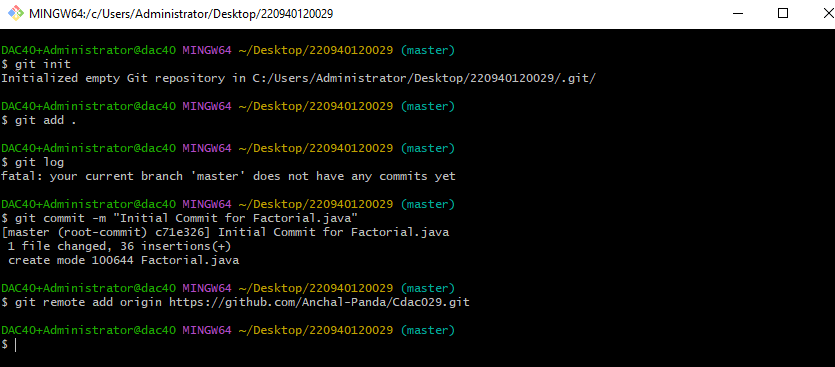 MINGW64:/c/Users/Administrator/Desktop/220940120029
DAC40+Administrator@dac40 MINGW64 ~/Desktop/220940120029 (master)
$ git init
Initialized empty Git repository in C:/Users/Administrator/Desktop/220940120029/.git/
DAC40+Administrator@dac40 MINGW64 ~/Desktop/220940120029 (master)
$ git add .
DAC40+Administrator@dac40 MINGW64 ~/Desktop/220940120029 (master)
$ git log
fatal: your current branch 'master' does not have any commits yet
DAC40+Administrator@dac40 MINGW64 ~/Desktop/220940120029 (master)
$ git commit -m "Initial Commit for Factorial.java"
[master (root-commit) c71e326] Initial Commit for Factorial.java
 1 file changed, 36 insertions(+)
 create mode 100644 Factorial.java
DAC40+Administrator@dac40 MINGW64 ~/Desktop/220940120029 (master)
$ git remote add origin https://github.com/Anchal-Panda/Cdac029.git
DAC40+Administrator@dac40 MINGW64 ~/Desktop/220940120029 (master)
$